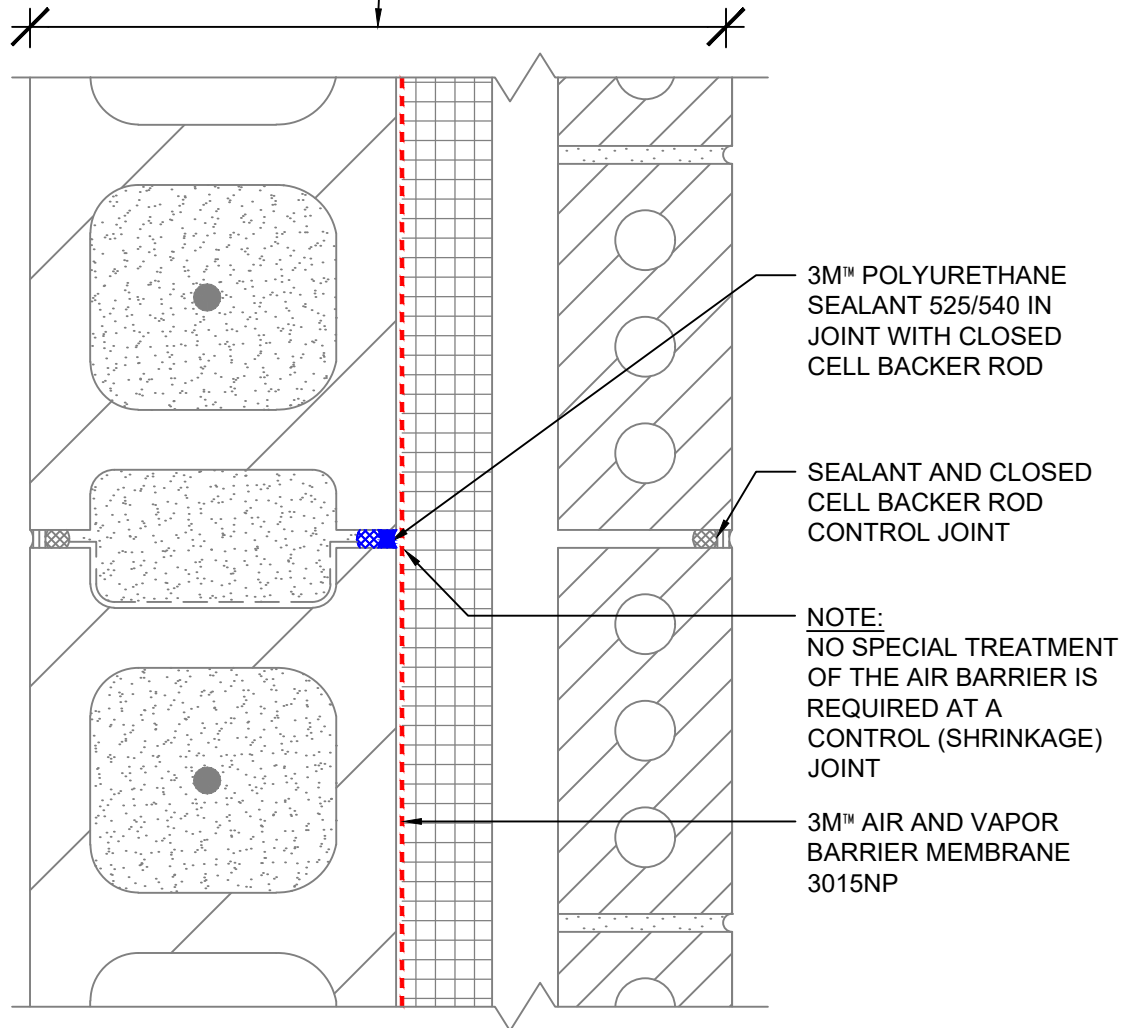 3M™ POLYURETHANE
SEALANT 525/540 IN
JOINT WITH CLOSED
CELL BACKER ROD
SEALANT AND CLOSED
CELL BACKER ROD
CONTROL JOINT
NOTE:
NO SPECIAL TREATMENT
OF THE AIR BARRIER IS
REQUIRED AT A
CONTROL (SHRINKAGE)
JOINT
3M™ AIR AND VAPOR
BARRIER MEMBRANE
3015NP